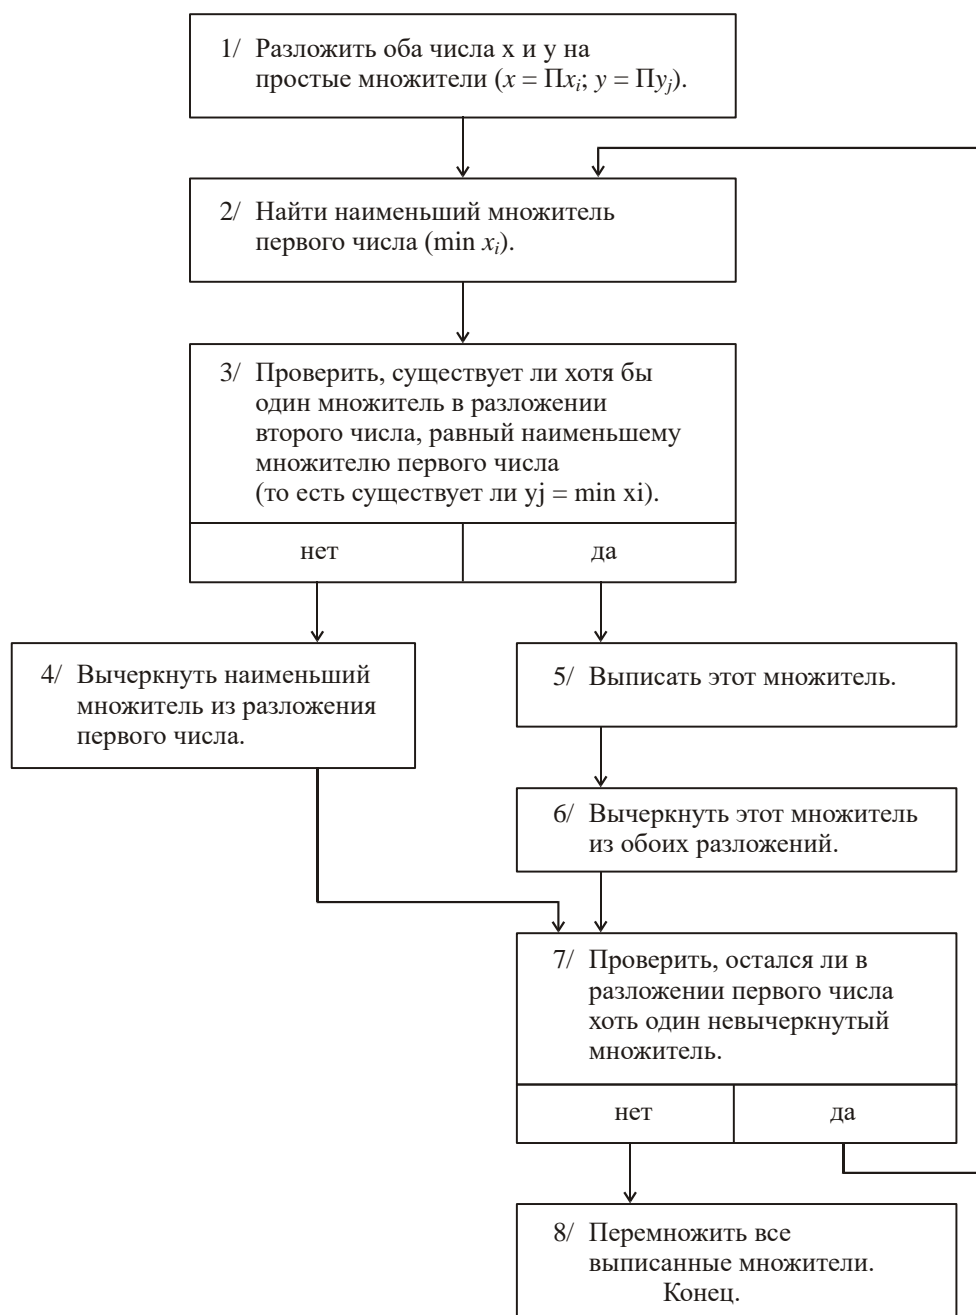 1/ Разложить оба числа x и y на
простые множители (x = Πxi; y = Πyj).
2/ Найти наименьший множитель
первого числа (min xi).
3/ Проверить, существует ли хотя бы
один множитель в разложении
второго числа, равный наименьшему
множителю первого числа
(то есть существует ли yj = min xi).
нет
да
4/ Вычеркнуть наименьший
множитель из разложения
первого числа.
5/ Выписать этот множитель.
6/ Вычеркнуть этот множитель
из обоих разложений.
7/ Проверить, остался ли в
разложении первого числа
хоть один невычеркнутый
множитель.
нет
да
8/ Перемножить все
выписанные множители.
Конец.